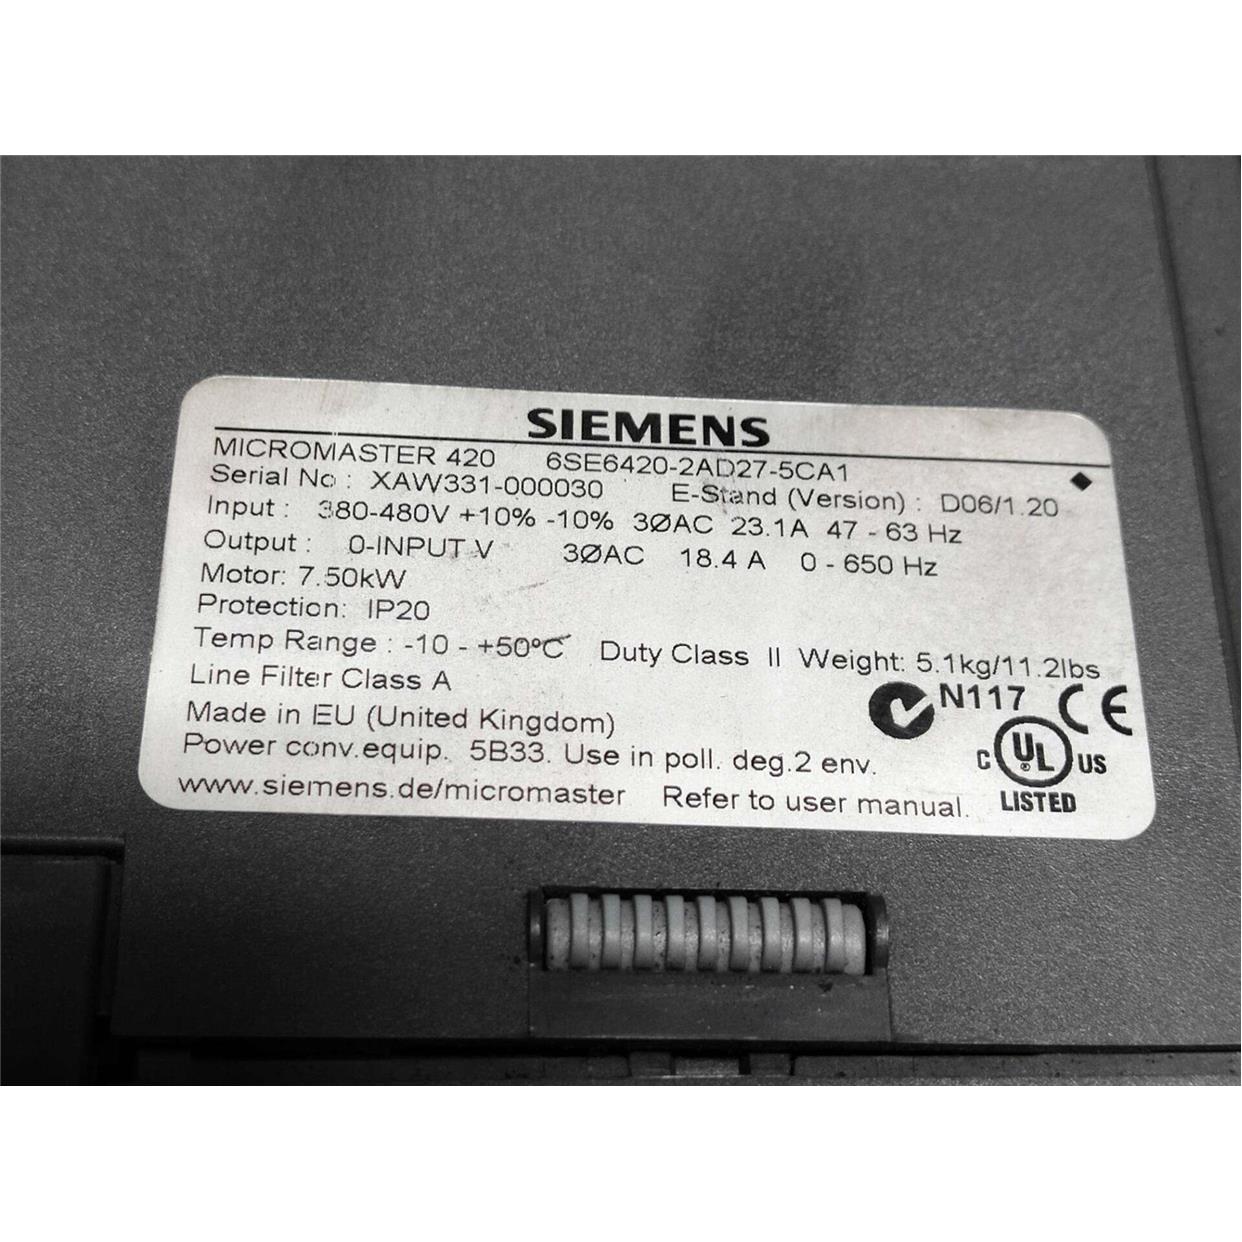 SIEMENS
MICROMASTER 420 6SE6420-2AD27-5CA1
Serial No : XAW331-000030 E-Stand (Version) : D06/1.20
Input : 380-480V +10% -10% 3ØAC 23.1A 47 - 63 Hz
Output : 0-INPUT V 3ØAC 18.4 A 0 - 650 Hz
Motor: 7.50kW
Protection: IP20
Temp Range : -10 - +50ºC Duty Class II Weight: 5.1kg/11.2lbs
Line Filter Class A
N117 CE
Made in EU (United Kingdom)
Power conv.equip. 5B33. Use in poll. deg.2 env.
C UL ® US
LISTED
www.siemens.de/micromaster Refer to user manual.